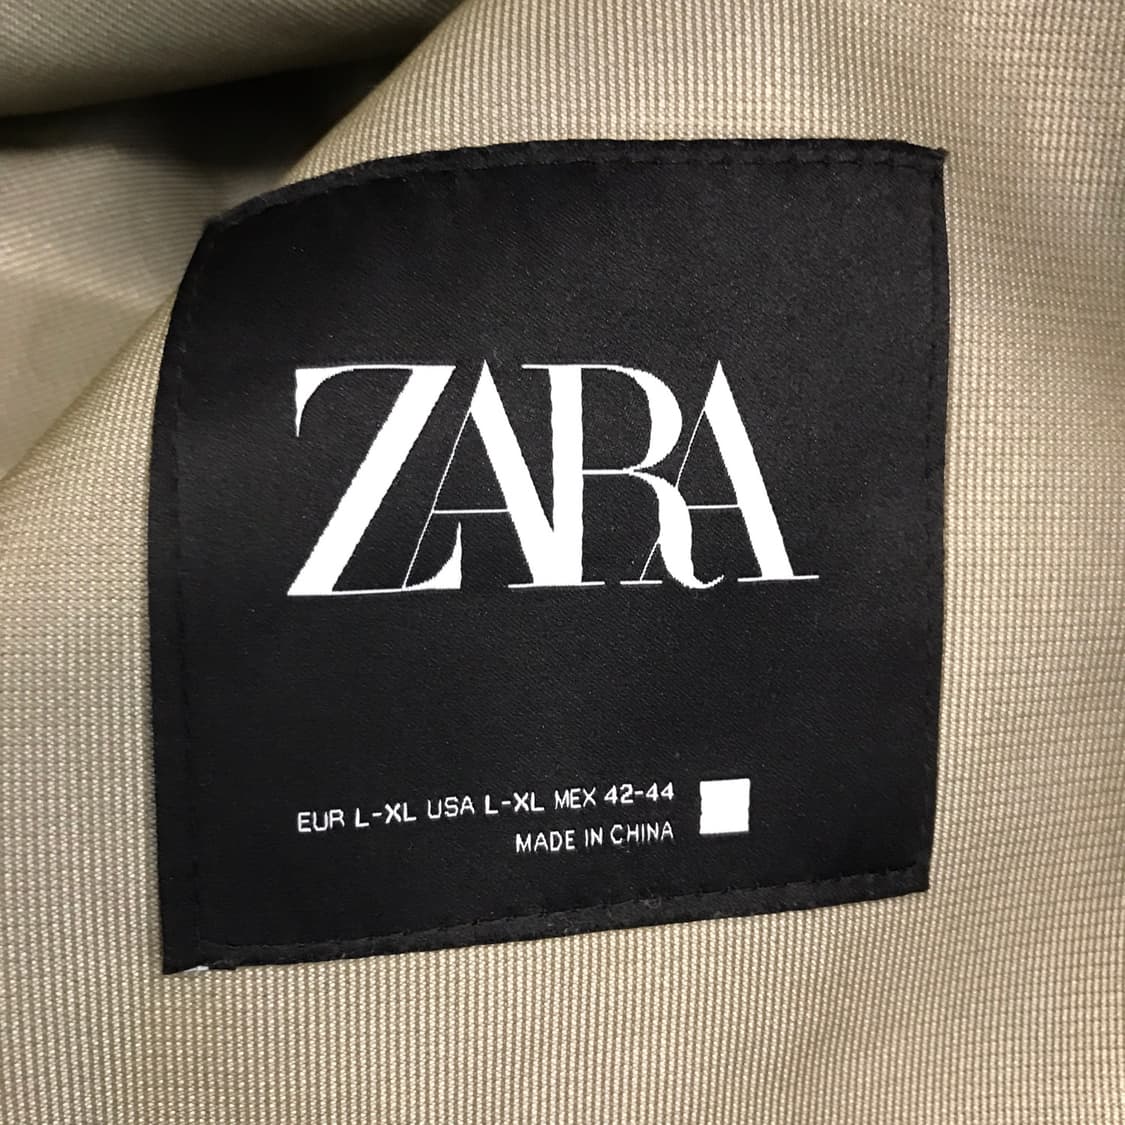 ZARA
EUR L-XL USA L-XL MEX 42-44
MADE IN CHINA